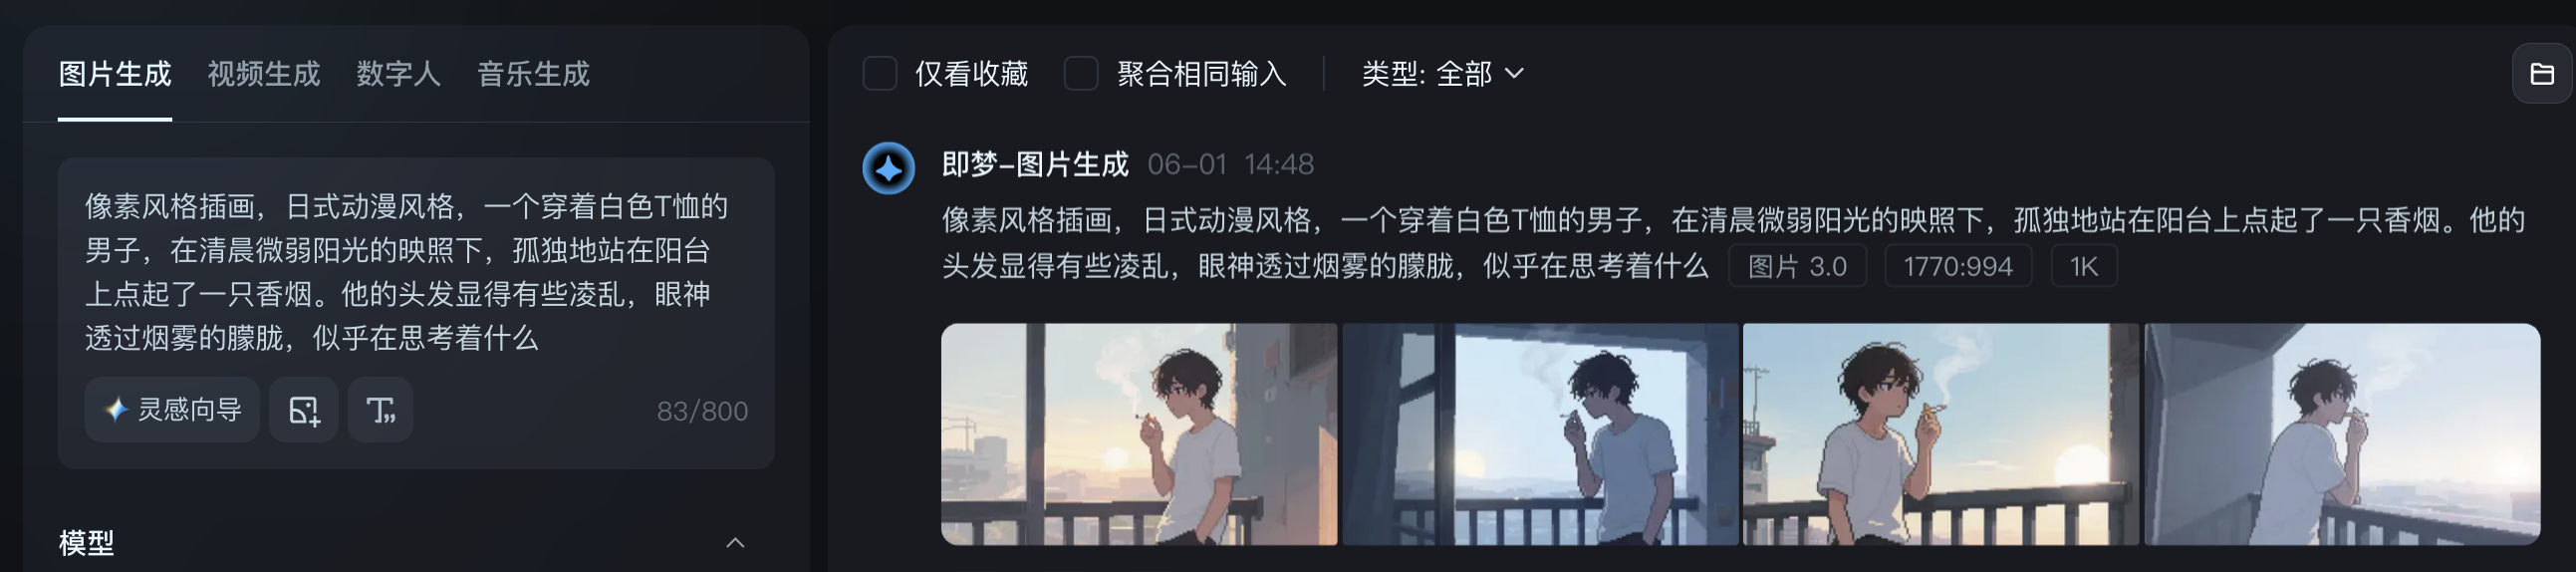 图片生成 视频生成 数字人 音乐生成
像素风格插画，日式动漫风格，一个穿着白色T恤的
男子，在清晨微弱阳光的映照下，孤独地站在阳台
上点起了一只香烟。他的头发显得有些凌乱，眼神
透过烟雾的朦胧，似乎在思考着什么
灵感向导 83/800
模型
仅看收藏 聚合相同输入 类型: 全部
即梦-图片生成 06-01 14:48
像素风格插画，日式动漫风格，一个穿着白色T恤的男子，在清晨微弱阳光的映照下，孤独地站在阳台上点起了一只香烟。他的
头发显得有些凌乱，眼神透过烟雾的朦胧，似乎在思考着什么 图片 3.0 1770:994 1K